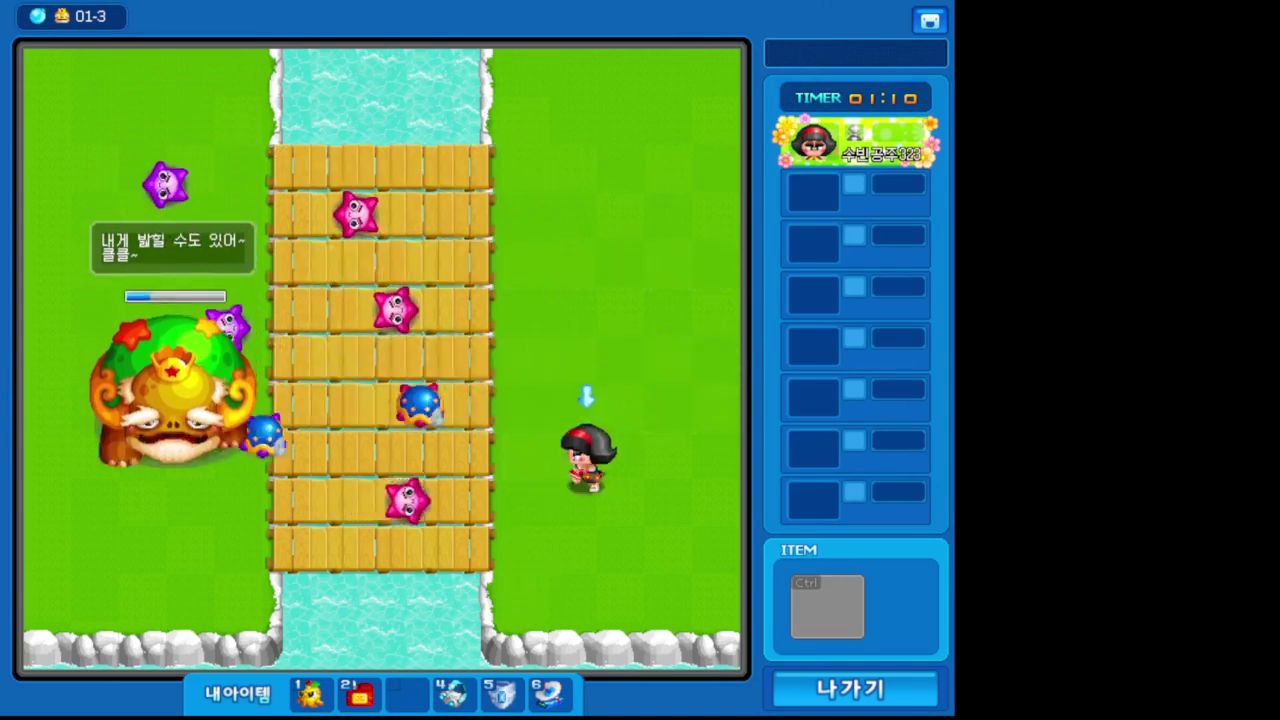 01-3
TIMER 01:10
수빈공주323
내게 밟힐 수도 있어~
클클~
ITEM
Ctrl
내아이템
1
2
4
5
6
나가기